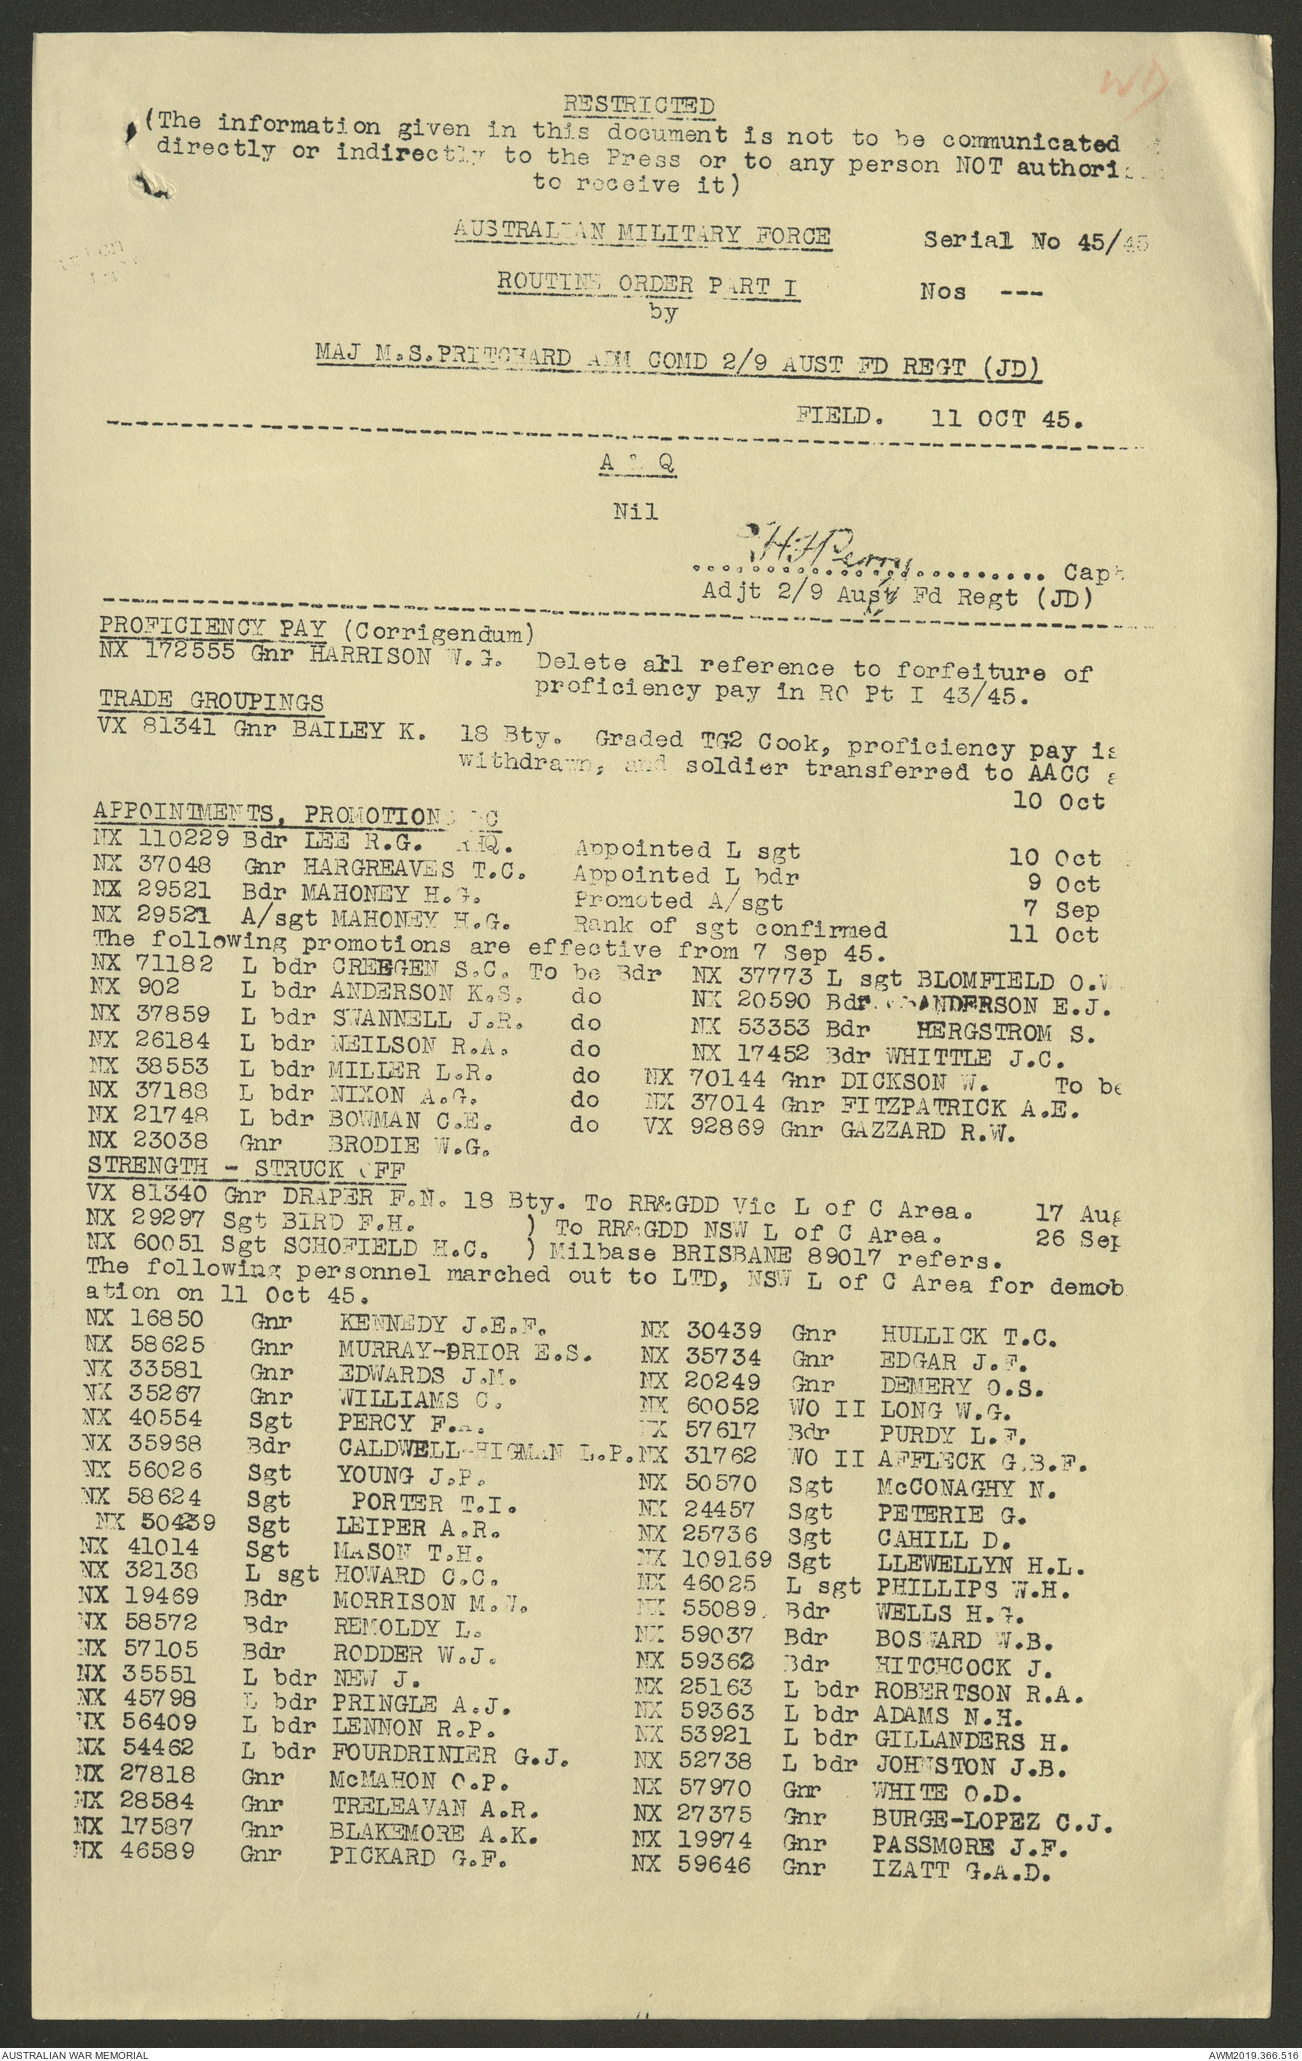 WD
RESTRICTED
(The information given in this document is not to be communicated
directly or indirectly to the Press or to any person NOT
to receive it)
AUSTRALIAN MILITARY FORCE Serial No 45/45
ROUTINE ORDER PART I Nos ---
by
MAJ M.S.PRITCHARD ADM COMD 2/9 AUST FD REGT (JD)
FIELD. 11 OCT 45.
A & Q
Nil
HHPerry
.......................... Capt
Adjt 2/9 Aust Fd Regt (JD)
PROFICIENCY PAY (Corrigendum)
NX 172555 Gnr HARRISON W.G. Delete all reference to forfeiture of
proficiency pay in RO Pt I 43/45.
TRADE GROUPINGS
VX 81341 Gnr BAILEY K. 18 Bty. Graded TG2 Cook, proficiency pay is
withdrawn, and soldier transferred to AACC
10 Oct
APPOINTMENTS, PROMOTIONS
NX 110229 Bdr LEE R.G. RHQ. Appointed L sgt 10 Oct
NX 37048 Gnr HARGREAVES T.C. Appointed L bdr 9 Oct
NX 29521 Bdr MAHONEY H.G. Promoted A/sgt 7 Sep
NX 29521 A/sgt MAHONEY H.G. Rank of sgt confirmed 11 Oct
The following promotions are effective from 7 Sep 45.
NX 71182 L bdr CREEGEN S.C. To be Bdr NX 37773 L sgt BLOMFIELD O.W
NX 902 L bdr ANDERSON K.S. do NX 20590 Bdr ANDERSON E.J.
NX 37859 L bdr SWANNELL J.R. do NX 53353 Bdr HERGSTROM S.
NX 26184 L bdr NEILSON R.A. do NX 17452 Bdr WHITTLE J.C.
NX 38553 L bdr MILLER L.R. do NX 70144 Gnr DICKSON W. To be
NX 37188 L bdr NIXON A.G. do NX 37014 Gnr FITZPATRICK A.E.
NX 21748 L bdr BOWMAN C.E. do VX 92869 Gnr GAZZARD R.W.
NX 23038 Gnr BRODIE W.G.
STRENGTH - STRUCK OFF
VX 81340 Gnr DRAPER F.N. 18 Bty. To RR&GDD Vic L of C Area. 17 Aug
NX 29297 Sgt BIRD F.H. ) To RR&GDD NSW L of C Area. 26 Sep
NX 60051 Sgt SCHOFIELD H.C. ) Milbase BRISBANE 89017 refers.
The following personnel marched out to LTD, NSW L of C Area for demob
ation on 11 Oct 45.
NX 16850 Gnr KENNEDY J.E.F. NX 30439 Gnr HULLICK T.C.
NX 58625 Gnr MURRAY-PRIOR E.S. NX 35734 Gnr EDGAR J.F.
NX 33581 Gnr EDWARDS J.M. NX 20249 Gnr DEMERY O.S.
NX 35267 Gnr WILLIAMS C. NX 60052 WO II LONG W.G.
NX 40554 Sgt PERCY F.A. NX 57617 Bdr PURDY L.F.
NX 35968 Bdr CALDWELL-HIGMAN L.P. NX 31762 WO II AFFLECK G.B.F.
NX 56026 Sgt YOUNG J.P. NX 50570 Sgt McCONAGHY N.
NX 58624 Sgt PORTER T.I. NX 24457 Sgt PETERIE G.
NX 50439 Sgt LEIPER A.R. NX 25736 Sgt CAHILL D.
NX 41014 Sgt MASON T.H. NX 109169 Sgt LLEWELLYN H.L.
NX 32138 L sgt HOWARD C.C. NX 46025 L sgt PHILLIPS W.H.
NX 19469 Bdr MORRISON M.W. NX 55089 Bdr WELLS H.G.
NX 58572 Bdr REMOLDY L. NX 59037 Bdr BOSWARD W.B.
NX 57105 Bdr RODDER W.J. NX 59362 Bdr HITCHCOCK J.
NX 35551 L bdr NEW J. NX 25163 L bdr ROBERTSON R.A.
NX 45798 L bdr PRINGLE A.J. NX 59363 L bdr ADAMS N.H.
NX 56409 L bdr LENNON R.P. NX 53921 L bdr GILLANDERS H.
NX 54462 L bdr FOURDRINIER G.J. NX 52738 L bdr JOHNSTON J.B.
NX 27818 Gnr McMAHON O.P. NX 57970 Gnr WHITE O.D.
NX 28584 Gnr TRELEAVAN A.R. NX 27375 Gnr BURGE-LOPEZ C.J.
NX 17587 Gnr BLAKEMORE A.K. NX 19974 Gnr PASSMORE J.F.
NX 46589 Gnr PICKARD G.F. NX 59646 Gnr IZATT G.A.D.
AUSTRALIAN WAR MEMORIAL AWM2019.366.516